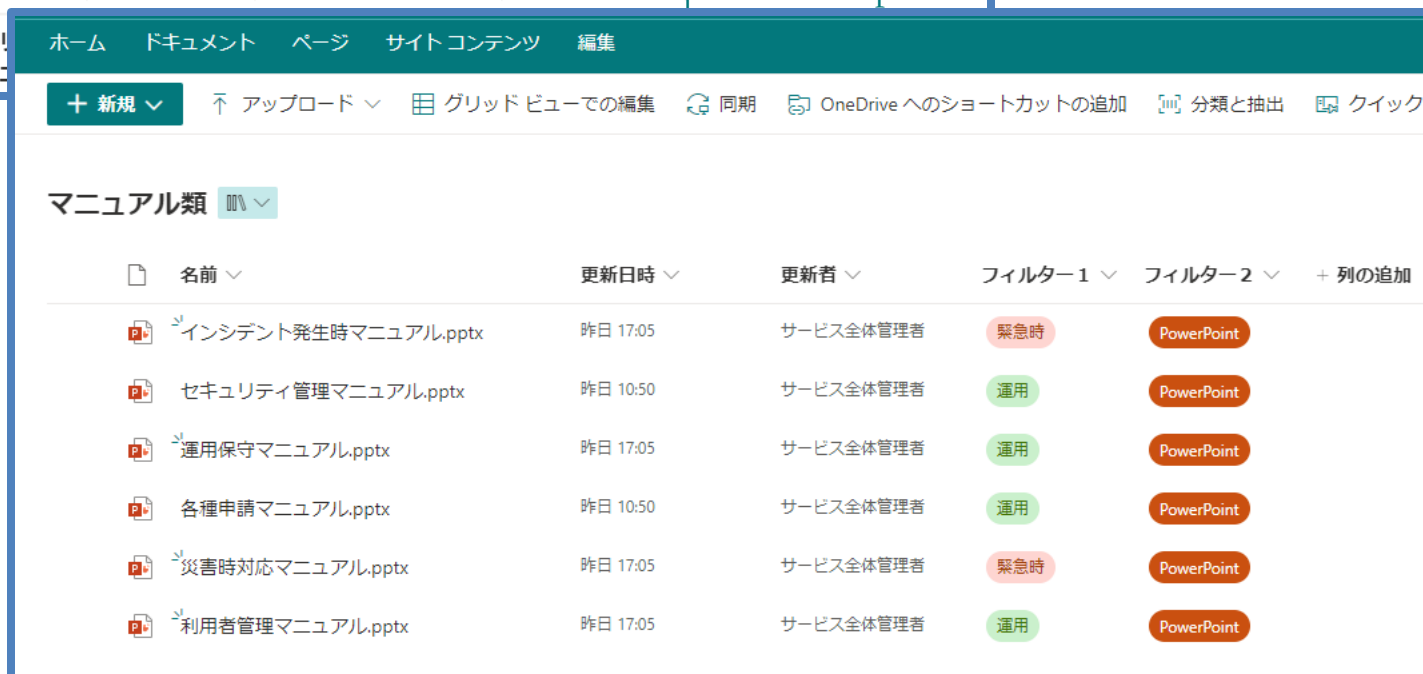 ホーム ドキュメント ページ サイト コンテンツ 編集
新規 アップロード グリッド ビューでの編集 同期 OneDrive へのショートカットの追加 分類と抽出 クイック
マニュアル類
名前 更新日時 更新者 フィルター１ フィルター２ + 列の追加
インシデント発生時マニュアル.pptx 昨日 17:05 サービス全体管理者 緊急時 PowerPoint
セキュリティ管理マニュアル.pptx 昨日 10:50 サービス全体管理者 運用 PowerPoint
運用保守マニュアル.pptx 昨日 17:05 サービス全体管理者 運用 PowerPoint
各種申請マニュアル.pptx 昨日 10:50 サービス全体管理者 運用 PowerPoint
災害時対応マニュアル.pptx 昨日 17:05 サービス全体管理者 緊急時 PowerPoint
利用者管理マニュアル.pptx 昨日 17:05 サービス全体管理者 運用 PowerPoint